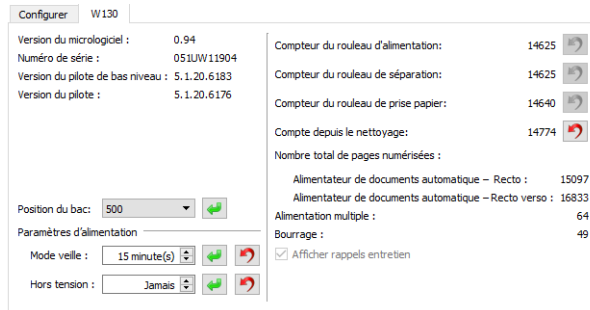 Configurer W130
Version du micrologiciel : 0.94
Numéro de série : 051UW11904
Version du pilote de bas niveau : 5.1.20.6183
Version du pilote : 5.1.20.6176
Position du bac: 500
Paramètres d'alimentation
Mode veille : 15 minute(s)
Hors tension : Jamais
Compteur du rouleau d'alimentation: 14625
Compteur du rouleau de séparation: 14625
Compteur du rouleau de prise papier: 14640
Compte depuis le nettoyage: 14774
Nombre total de pages numérisées :
Alimentateur de documents automatique – Recto : 15097
Alimentateur de documents automatique – Recto verso : 16833
Alimentation multiple : 64
Bourrage : 49
Afficher rappels entretien